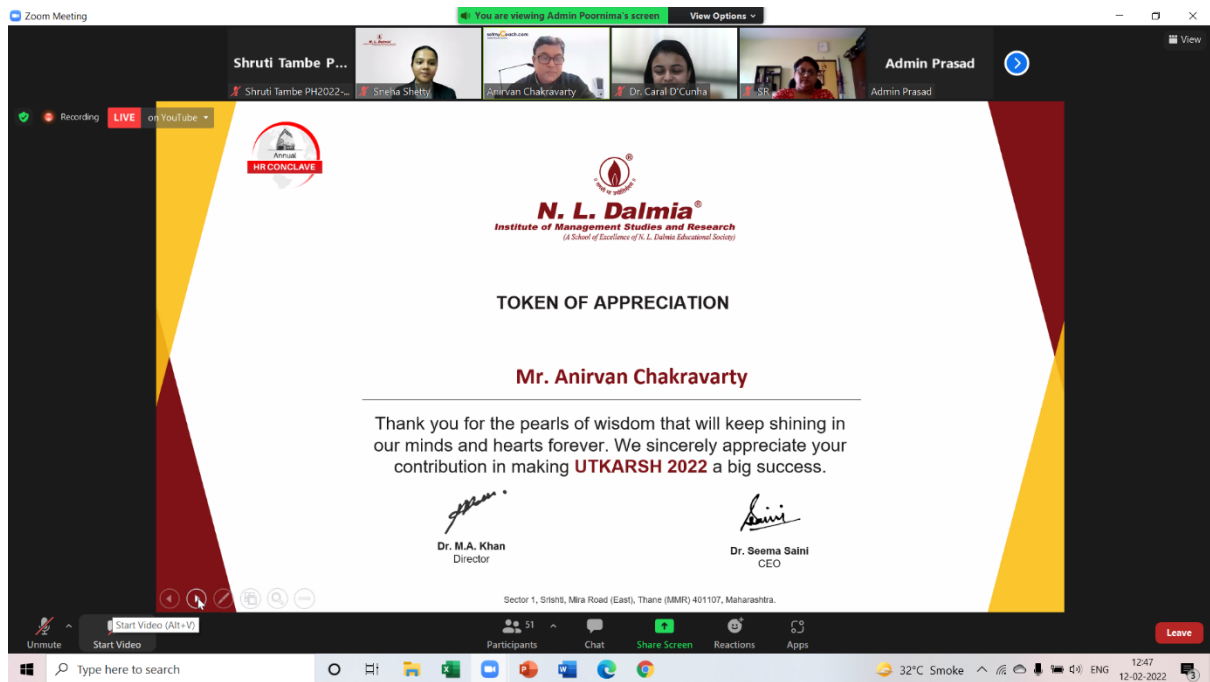 Zoom Meeting
You are viewing Admin Poornima's screen
View Options
View
Shruti Tambe P...
Admin Prasad
Shruti Tambe PH2022-...
Sneha Shetty
Anirvan Chakravarty
Dr. Caral D'Cunha
SR
Admin Prasad
Recording
LIVE
on YouTube
Annual
HR CONCLAVE
N. L. Dalmia®
Institute of Management Studies and Research
(A School of Excellence of N. L. Dalmia Educational Society)
TOKEN OF APPRECIATION
Mr. Anirvan Chakravarty
Thank you for the pearls of wisdom that will keep shining in
our minds and hearts forever. We sincerely appreciate your
contribution in making UTKARSH 2022 a big success.
Dr. M.A. Khan
Director
Dr. Seema Saini
CEO
Sector 1, Srishti, Mira Road (East), Thane (MMR) 401107, Maharashtra.
Start Video (Alt+V)
Unmute
Start Video
51
Participants
Chat
Share Screen
Reactions
Apps
Leave
Type here to search
32°C Smoke
ENG
12:47
12-02-2022
3